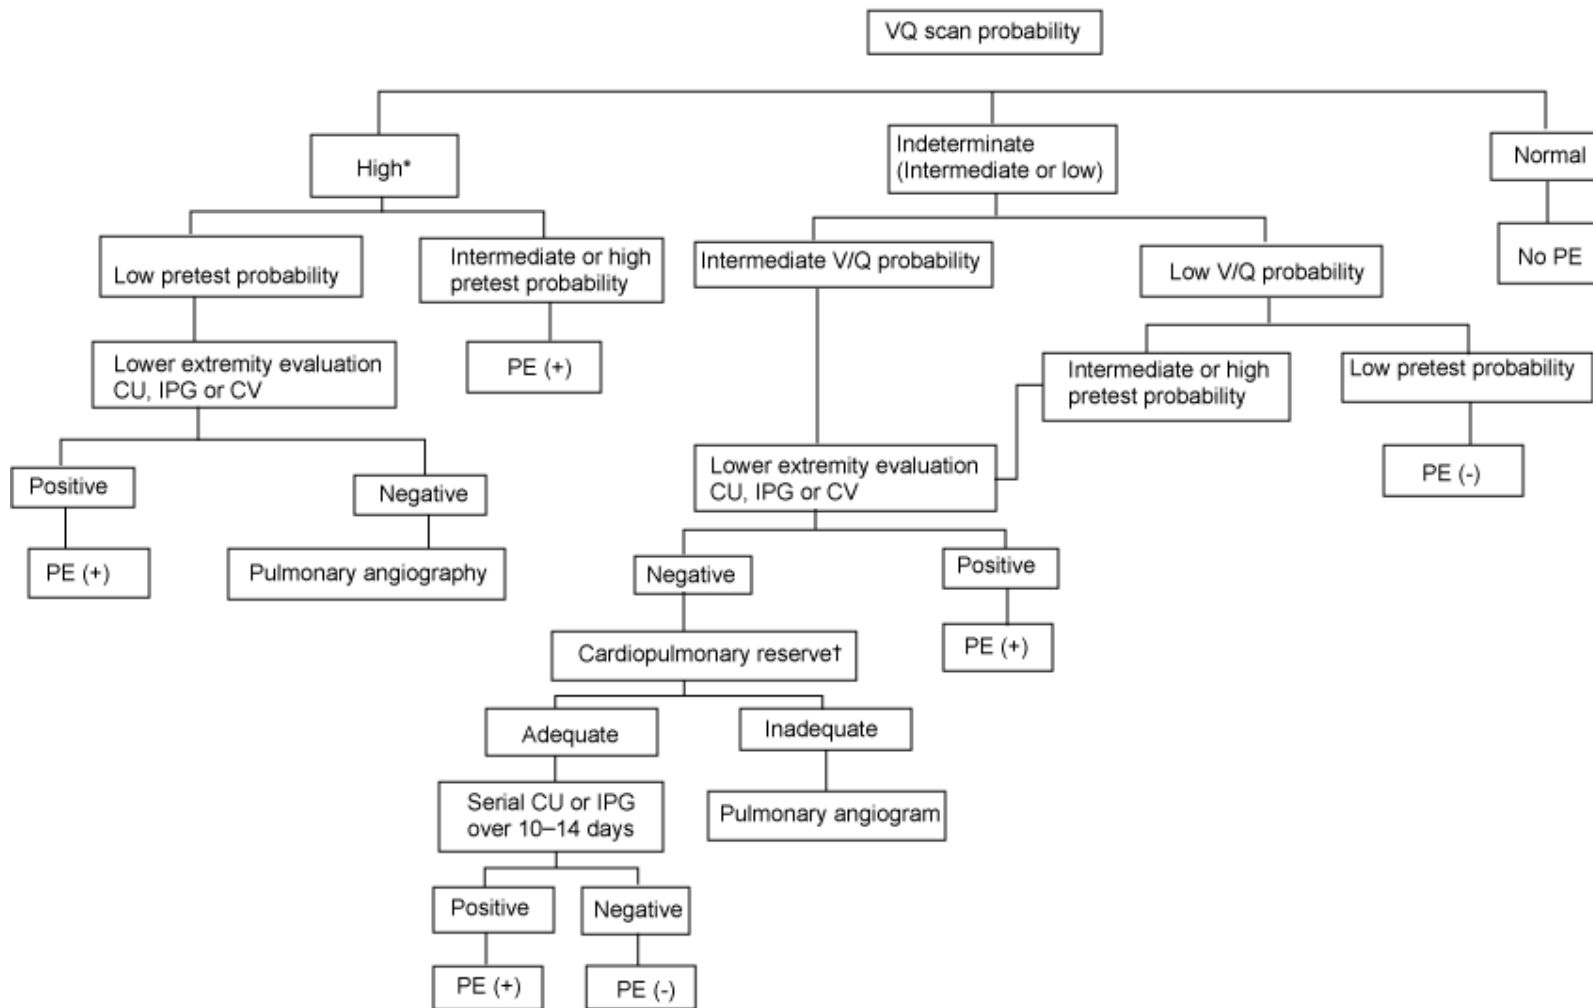 VQ scan probability
High*
Indeterminate
(Intermediate or low)
Normal
Low pretest probability
Intermediate or high
pretest probability
Intermediate V/Q probability
Low V/Q probability
No PE
Lower extremity evaluation
CU, IPG or CV
PE (+)
Intermediate or high
pretest probability
Low pretest probability
Positive
Negative
Lower extremity evaluation
CU, IPG or CV
PE (-)
PE (+)
Pulmonary angiography
Negative
Positive
Cardiopulmonary reserve†
PE (+)
Adequate
Inadequate
Serial CU or IPG
over 10–14 days
Pulmonary angiogram
Positive
Negative
PE (+)
PE (-)